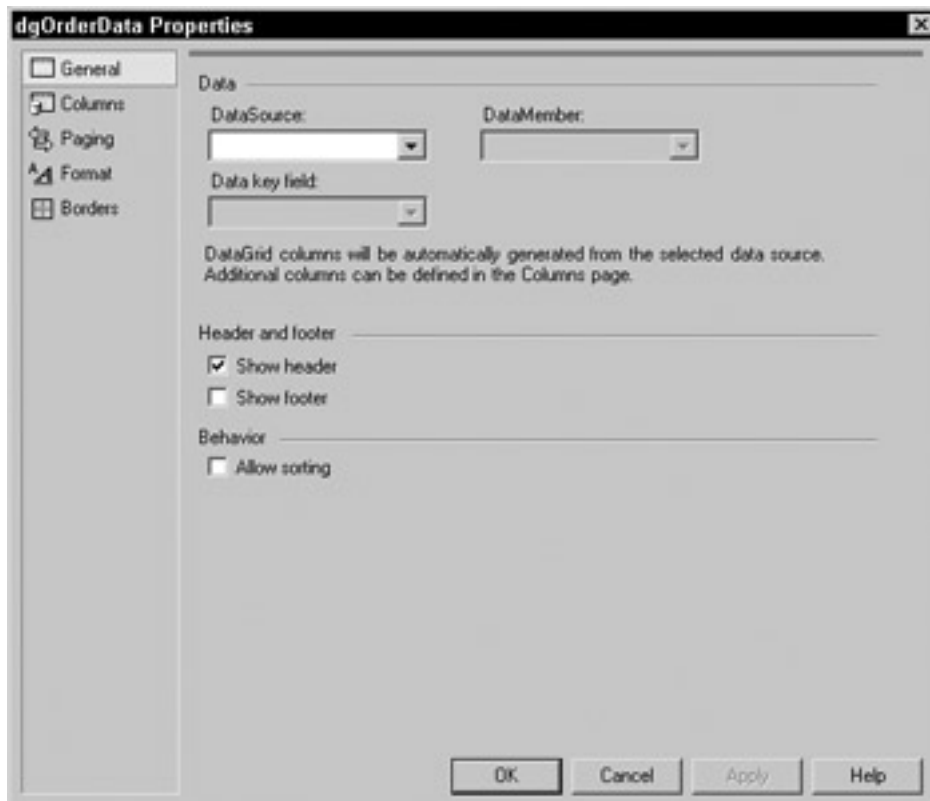 dgOrderData Properties
General
Columns
Paging
Format
Borders
Data
DataSource:
DataMember:
Data key field:
DataGrid columns will be automatically generated from the selected data source.
Additional columns can be defined in the Columns page.
Header and footer
Show header
Show footer
Behavior
Allow sorting
OK
Cancel
Apply
Help